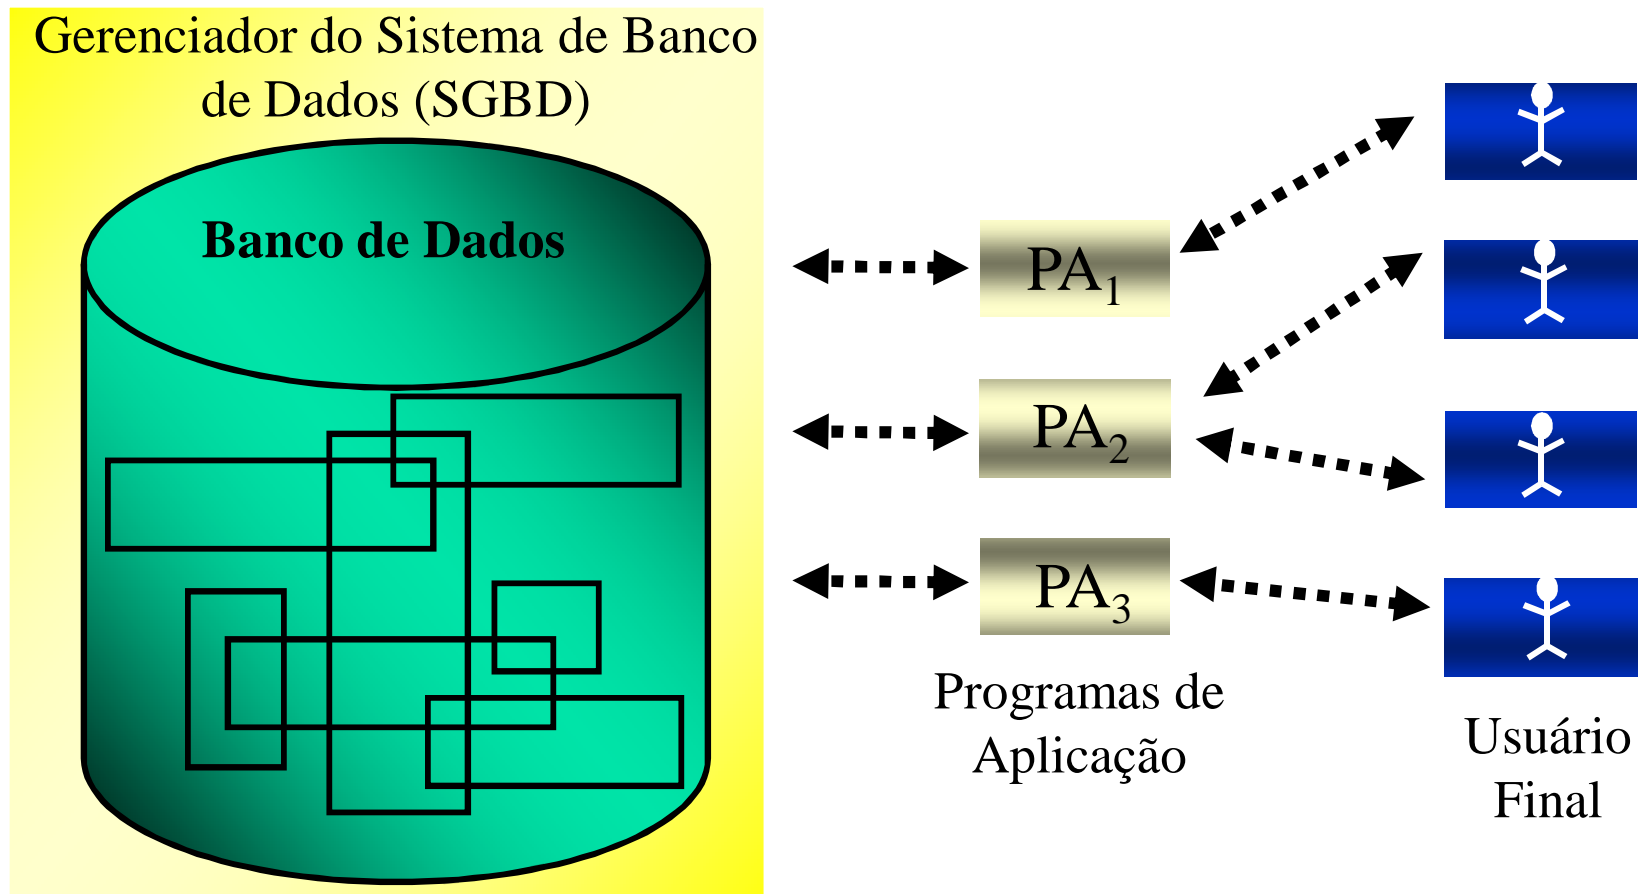 Gerenciador do Sistema de Banco
de Dados (SGBD)
Banco de Dados
PA1
PA2
PA3
Programas de
Aplicação
Usuário
Final